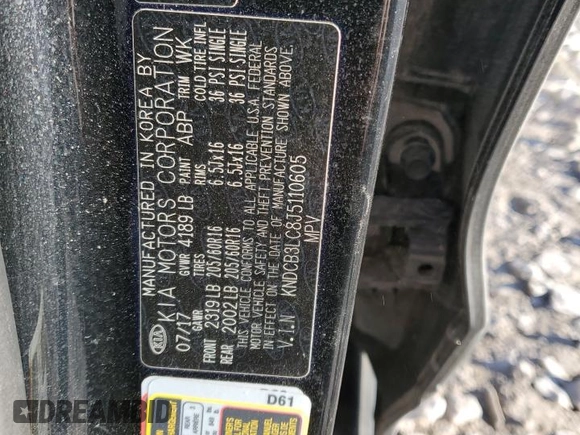 MANUFACTURED IN KOREA BY
KIA KIA MOTORS CORPORATION
07/17 GVWR 4189 LB PAINT ABP TRIM WK
GAWR TIRES RIMS COLD TIRE INFL
FRONT 2319 LB 205/60R16 6.5JX16 36 PSI SINGLE
REAR 2002 LB 205/60R16 6.5JX16 36 PSI SINGLE
THIS VEHICLE CONFORMS TO ALL APPLICABLE U.S.A. FEDERAL
MOTOR VEHICLE SAFETY AND THEFT PREVENTION STANDARDS
IN EFFECT ON THE DATE OF MANUFACTURE SHOWN ABOVE.
V.I.N KNDCB3LC8J5110605
MPV
D61
DREAMBID